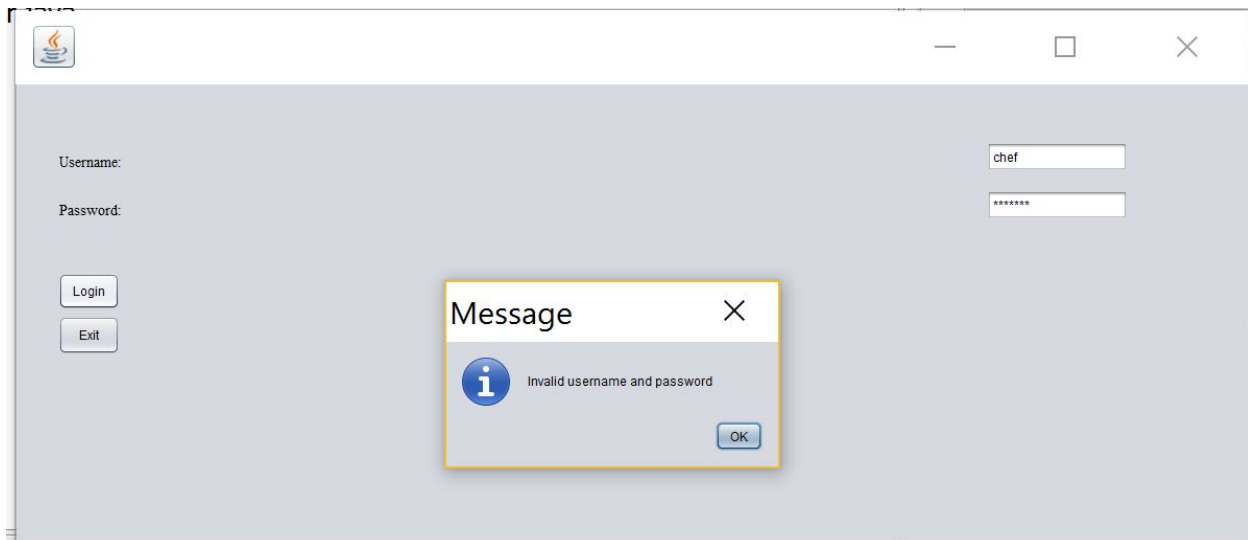 Username:
chef
Password:
*******
Login
Exit
Message
Invalid username and password
OK